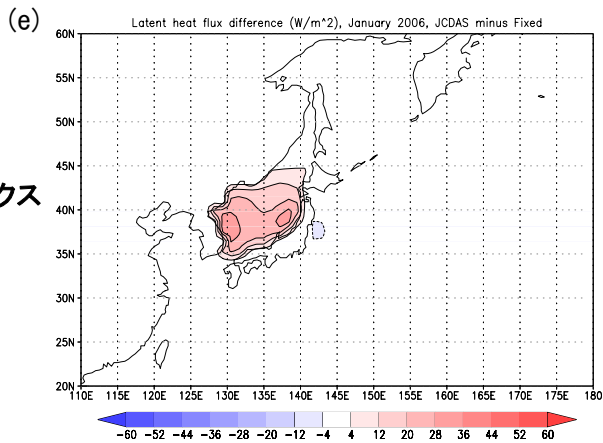 (e)
Latent heat flux difference (W/m^2), January 2006, JCDAS minus Fixed
60N
55N
50N
45N
クス
40N
35N
30N
25N
20N
110E 115E 120E 125E 130E 135E 140E 145E 150E 155E 160E 165E 170E 175E 180
-60 -52 -44 -36 -28 -20 -12 -4 4 12 20 28 36 44 52 60